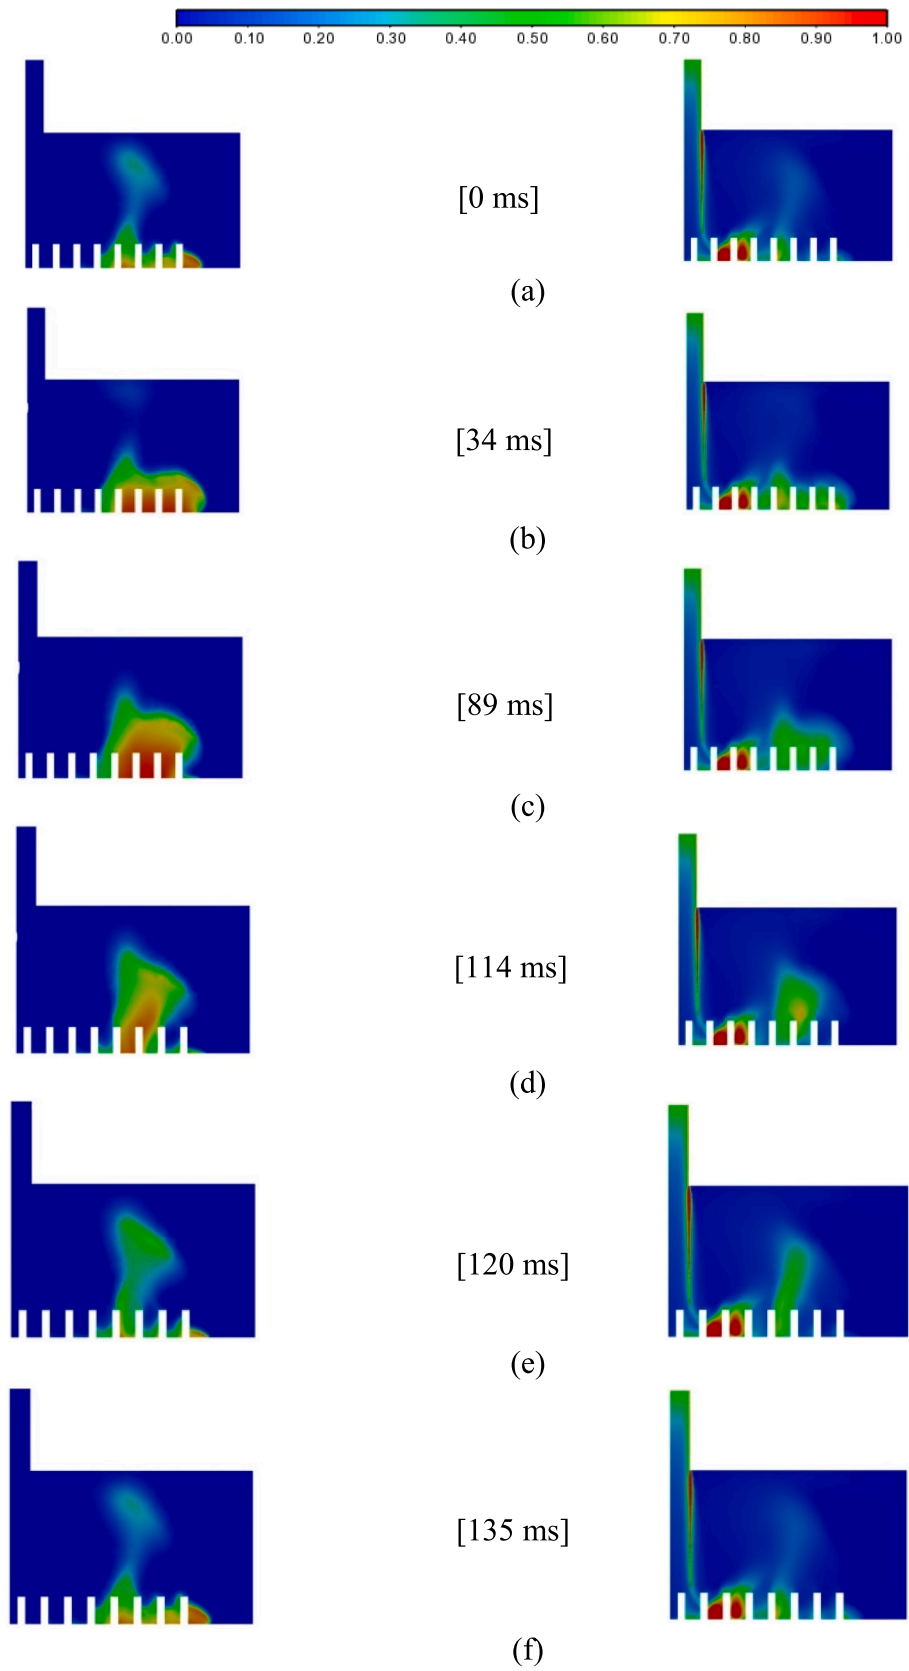 0.00 0.10 0.20 0.30 0.40 0.50 0.60 0.70 0.80 0.90 1.00
[0 ms]
(a)
[34 ms]
(b)
[89 ms]
(c)
[114 ms]
(d)
[120 ms]
(e)
[135 ms]
(f)